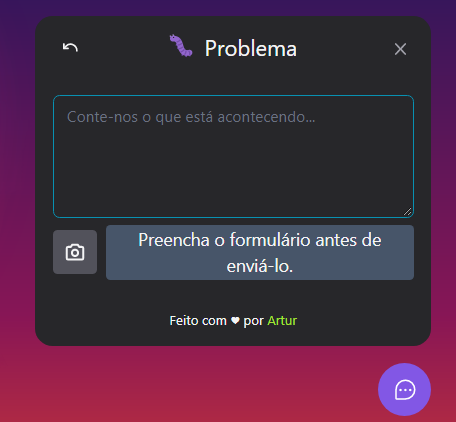 Problema
Conte-nos o que está acontecendo...
Preencha o formulário antes de
enviá-lo.
Feito com ♥ por Artur